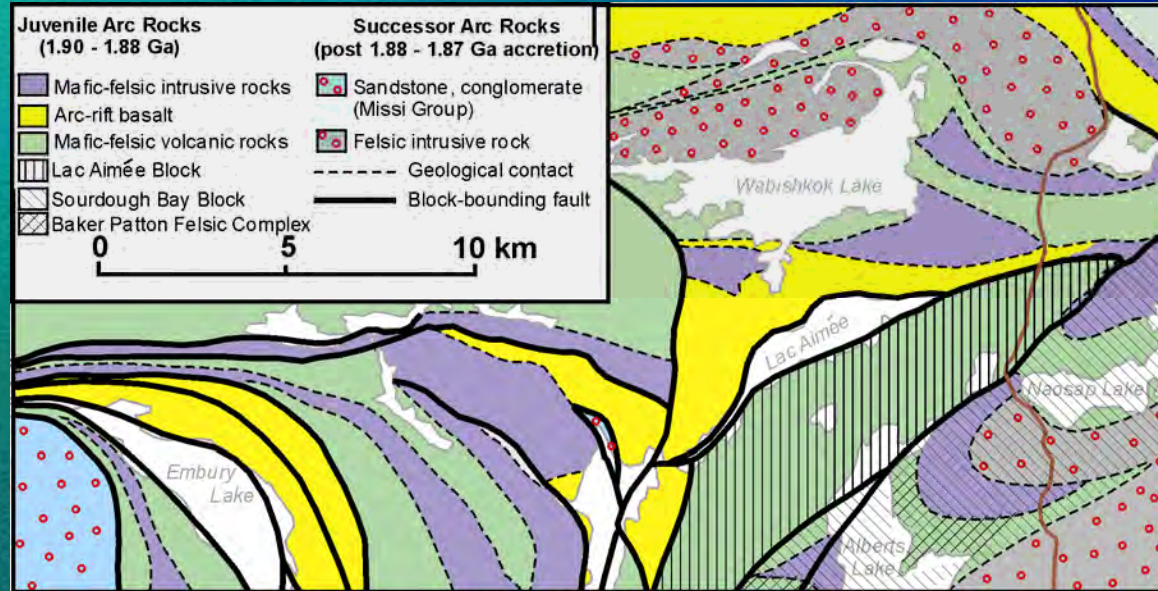 Juvenile Arc Rocks
(1.90 - 1.88 Ga)
Mafic-felsic intrusive rocks
Arc-rift basalt
Mafic-felsic volcanic rocks
Lac Aimée Block
Sourdough Bay Block
Baker Patton Felsic Complex
Successor Arc Rocks
(post 1.88 - 1.87 Ga accretion)
Sandstone, conglomerate
(Missi Group)
Felsic intrusive rock
Geological contact
Block-bounding fault
0 5 10 km
Wabishkok Lake
Lac Aimée
Naosap Lake
Embury
Lake
Alberts
Lake